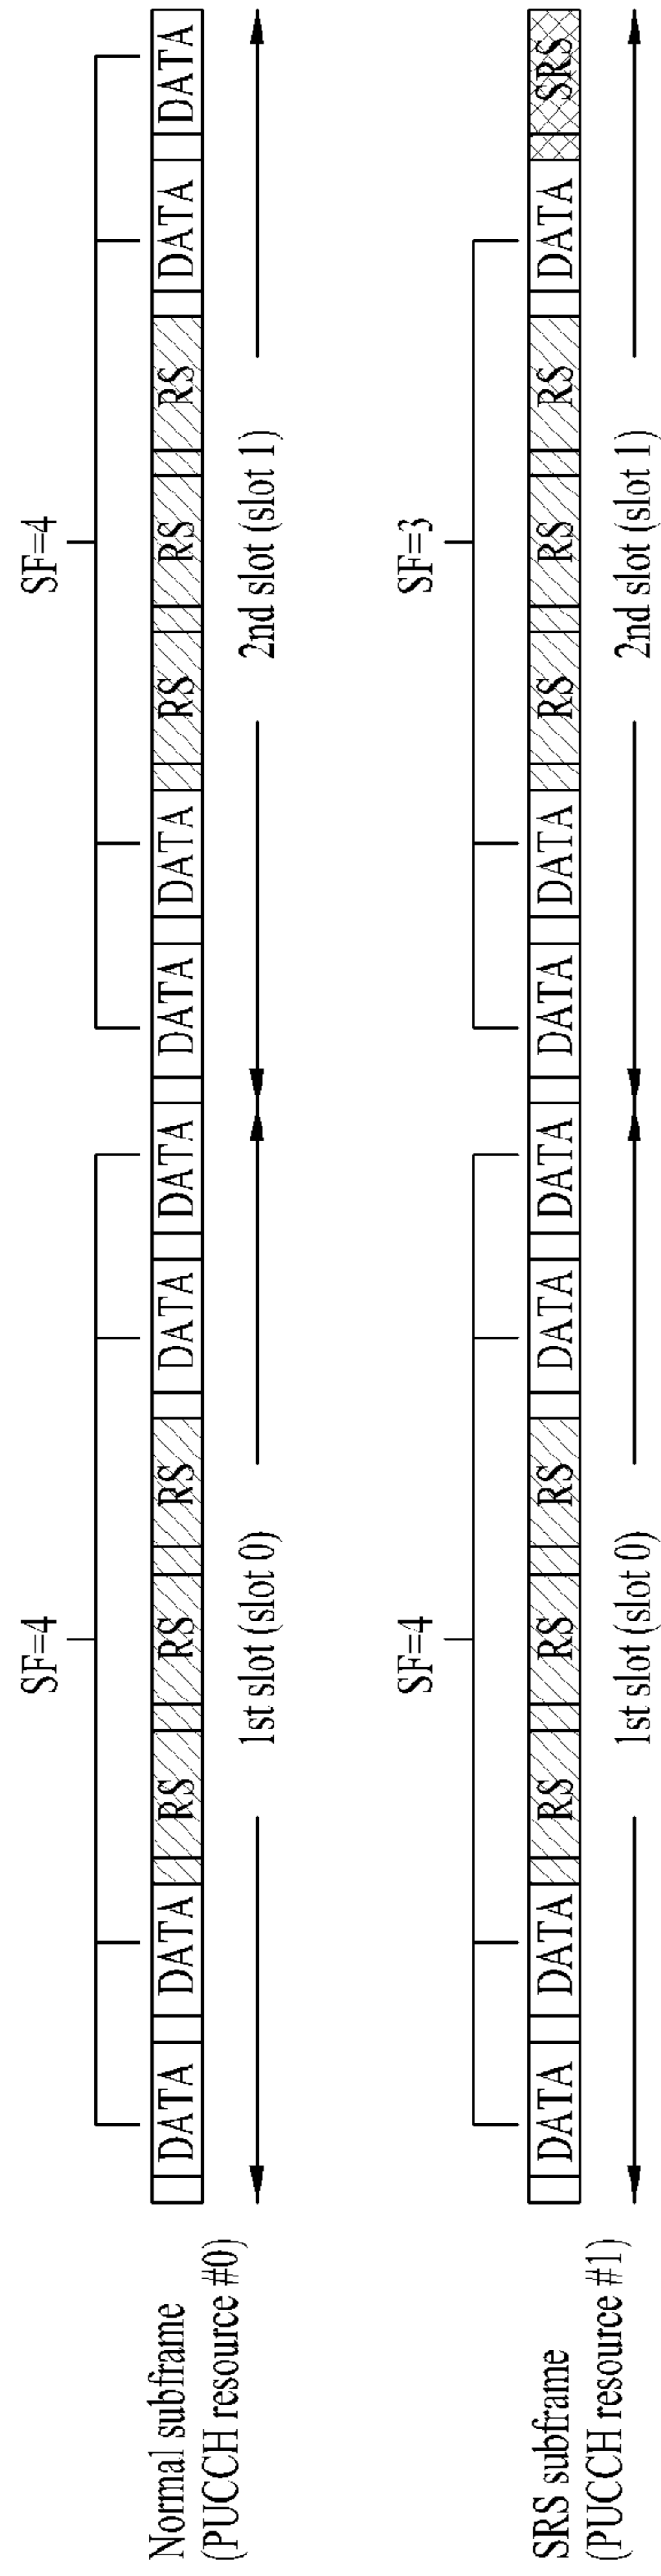 SF=4 SF=4
DATA DATA RS RS RS DATA DATA DATA DATA RS RS RS DATA DATA
Normal subframe
(PUCCH resource #0)
1st slot (slot 0) 2nd slot (slot 1)
SF=4 SF=3
DATA DATA RS RS RS DATA DATA DATA DATA RS RS RS DATA SRS
SRS subframe
(PUCCH resource #1)
1st slot (slot 0) 2nd slot (slot 1)